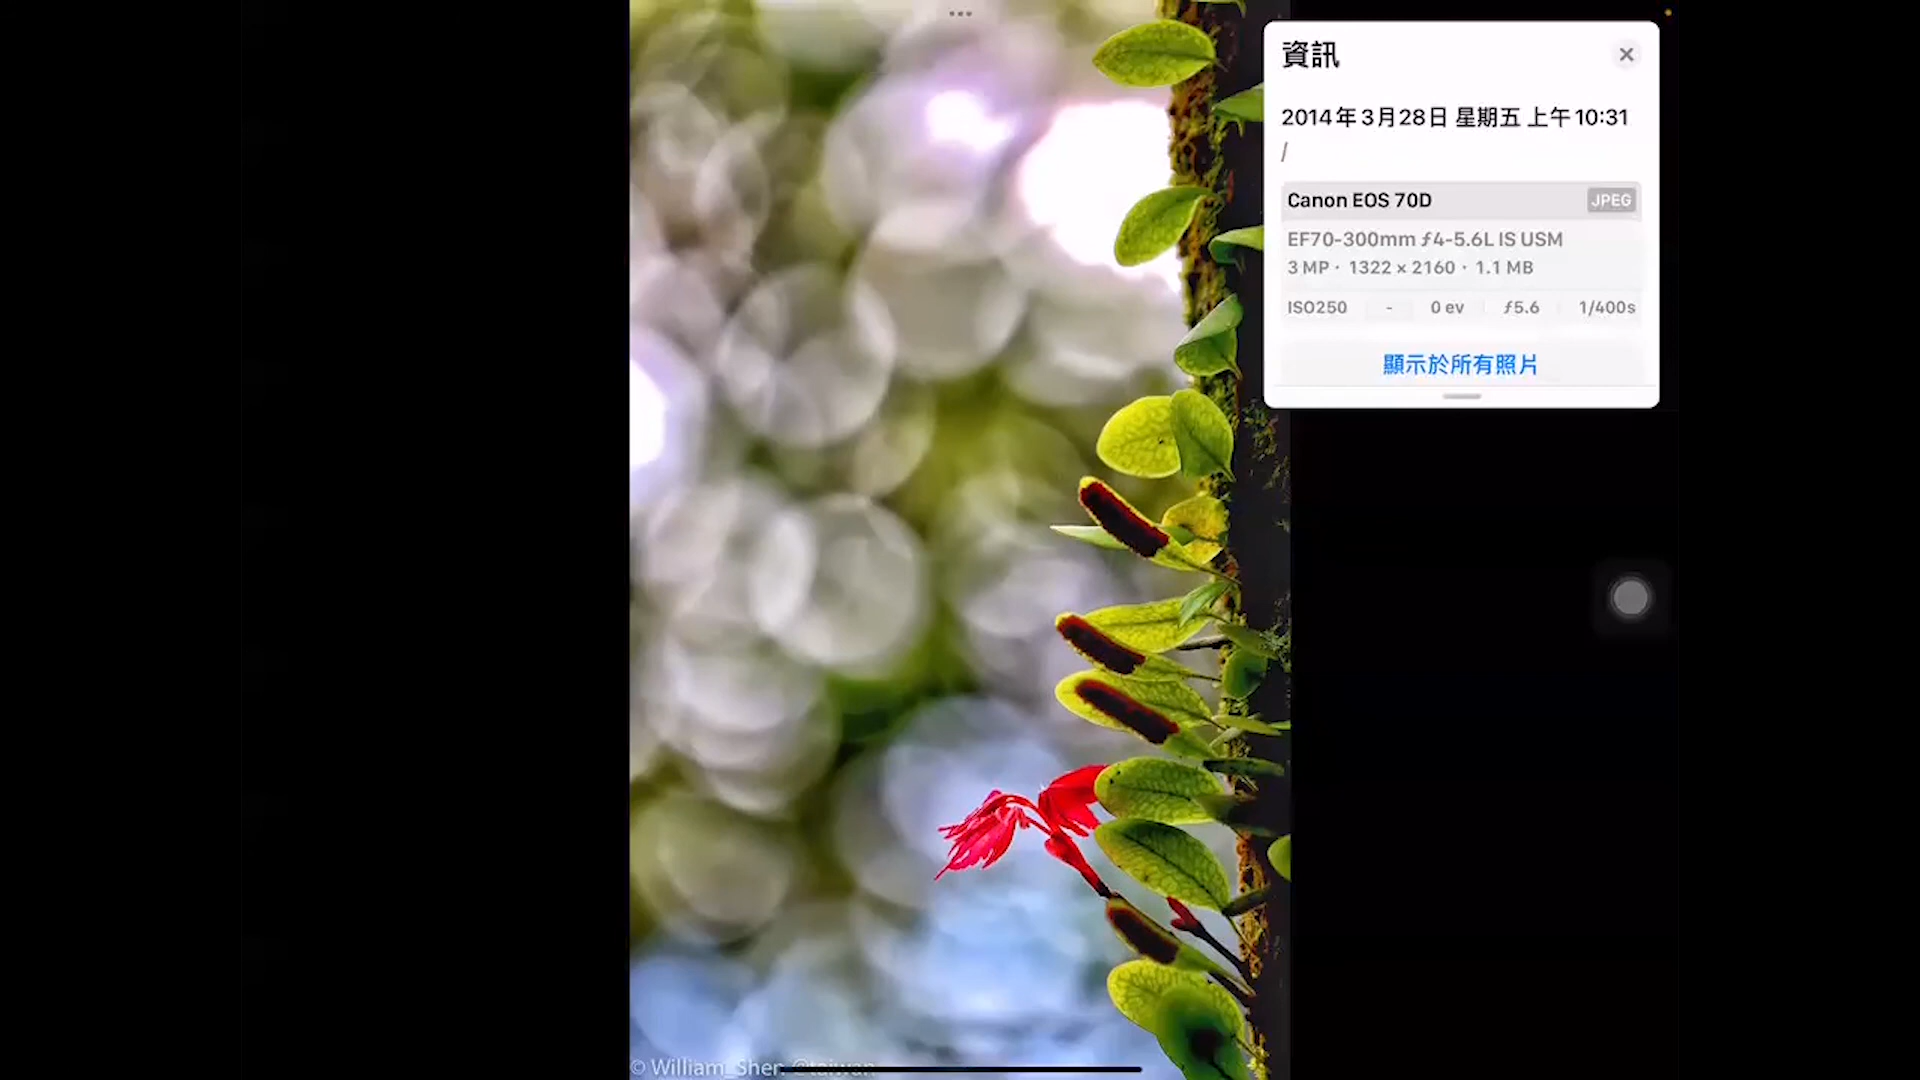 資訊
2014年3月28日 星期五 上午10:31
/
Canon EOS 70D JPEG
EF70-300mm ƒ4-5.6L IS USM
3 MP · 1322 × 2160 · 1.1 MB
ISO250 - 0 ev ƒ5.6 1/400s
顯示於所有照片
© William_Shen @taiwan